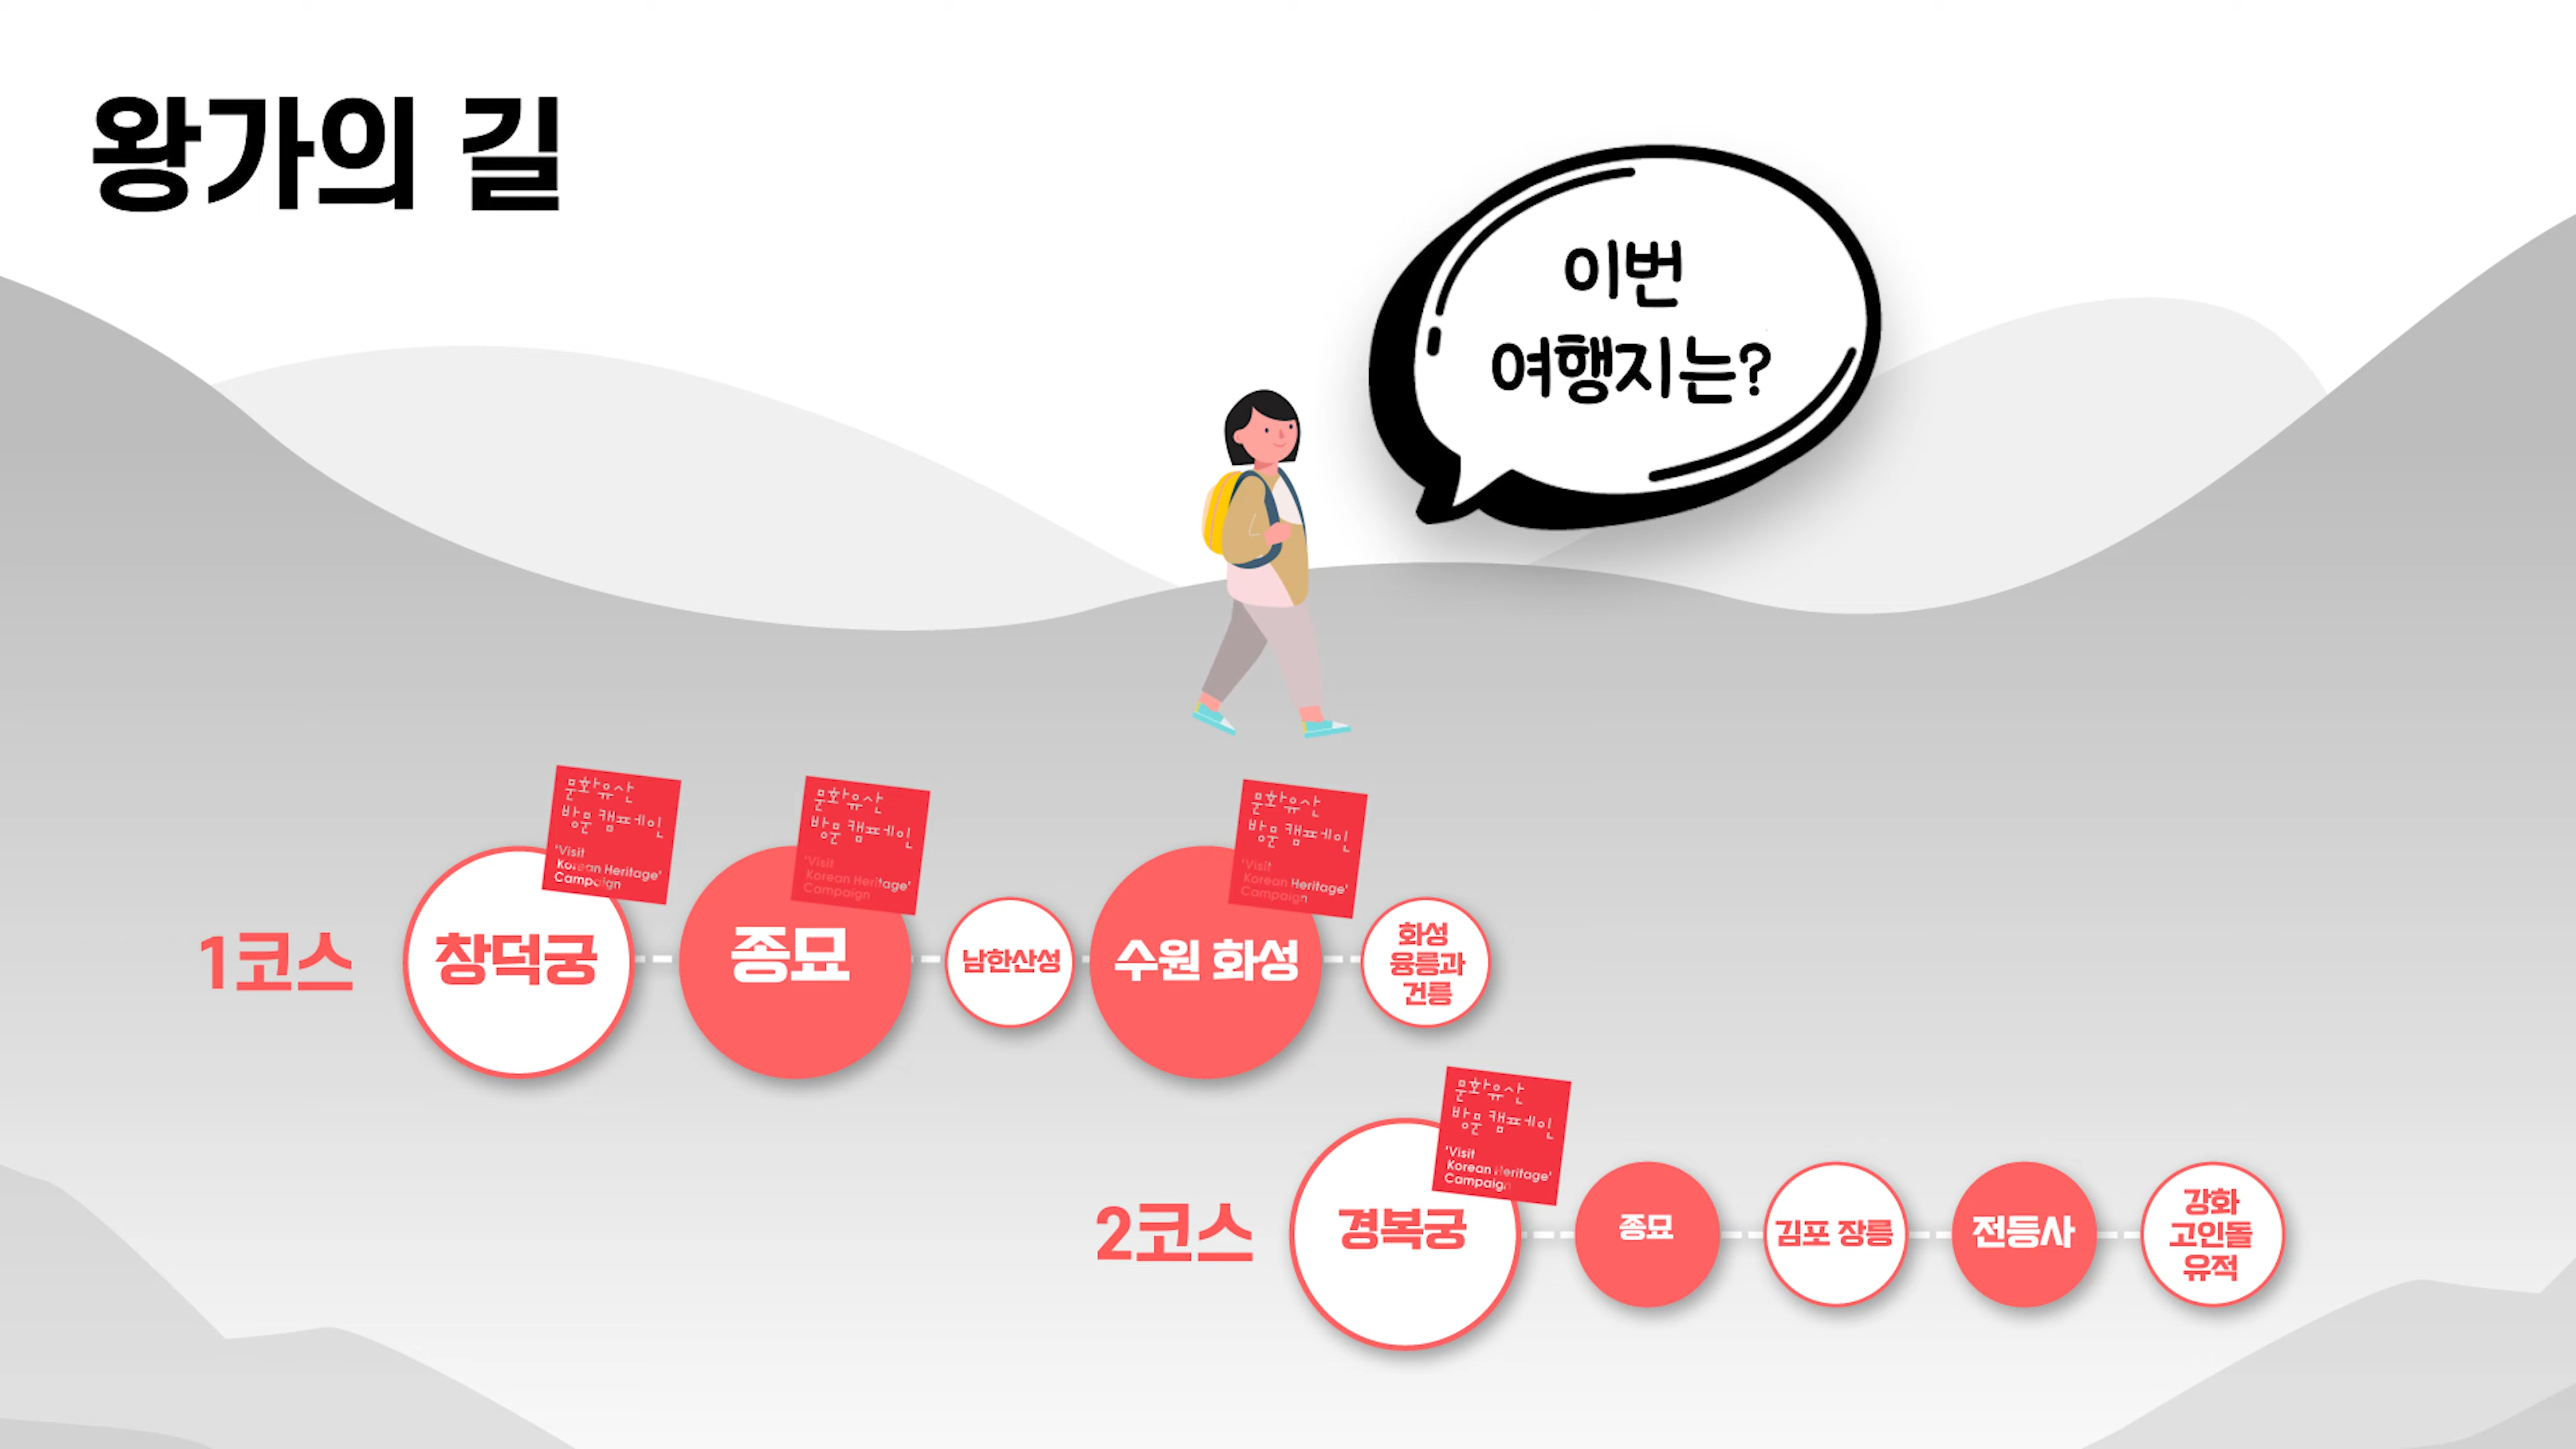 왕가의 길
이번
여행지는?
문화유산
방문 캠페인
'Visit
Korean Heritage'
Campaign
문화유산
방문 캠페인
'Visit
Korean Heritage'
Campaign
문화유산
방문 캠페인
'Visit
Korean Heritage'
Campaign
1코스
창덕궁
종묘
남한산성
수원 화성
화성
융릉과
건릉
문화유산
방문 캠페인
'Visit
Korean Heritage'
Campaign
2코스
경복궁
종묘
김포 장릉
전등사
강화
고인돌
유적